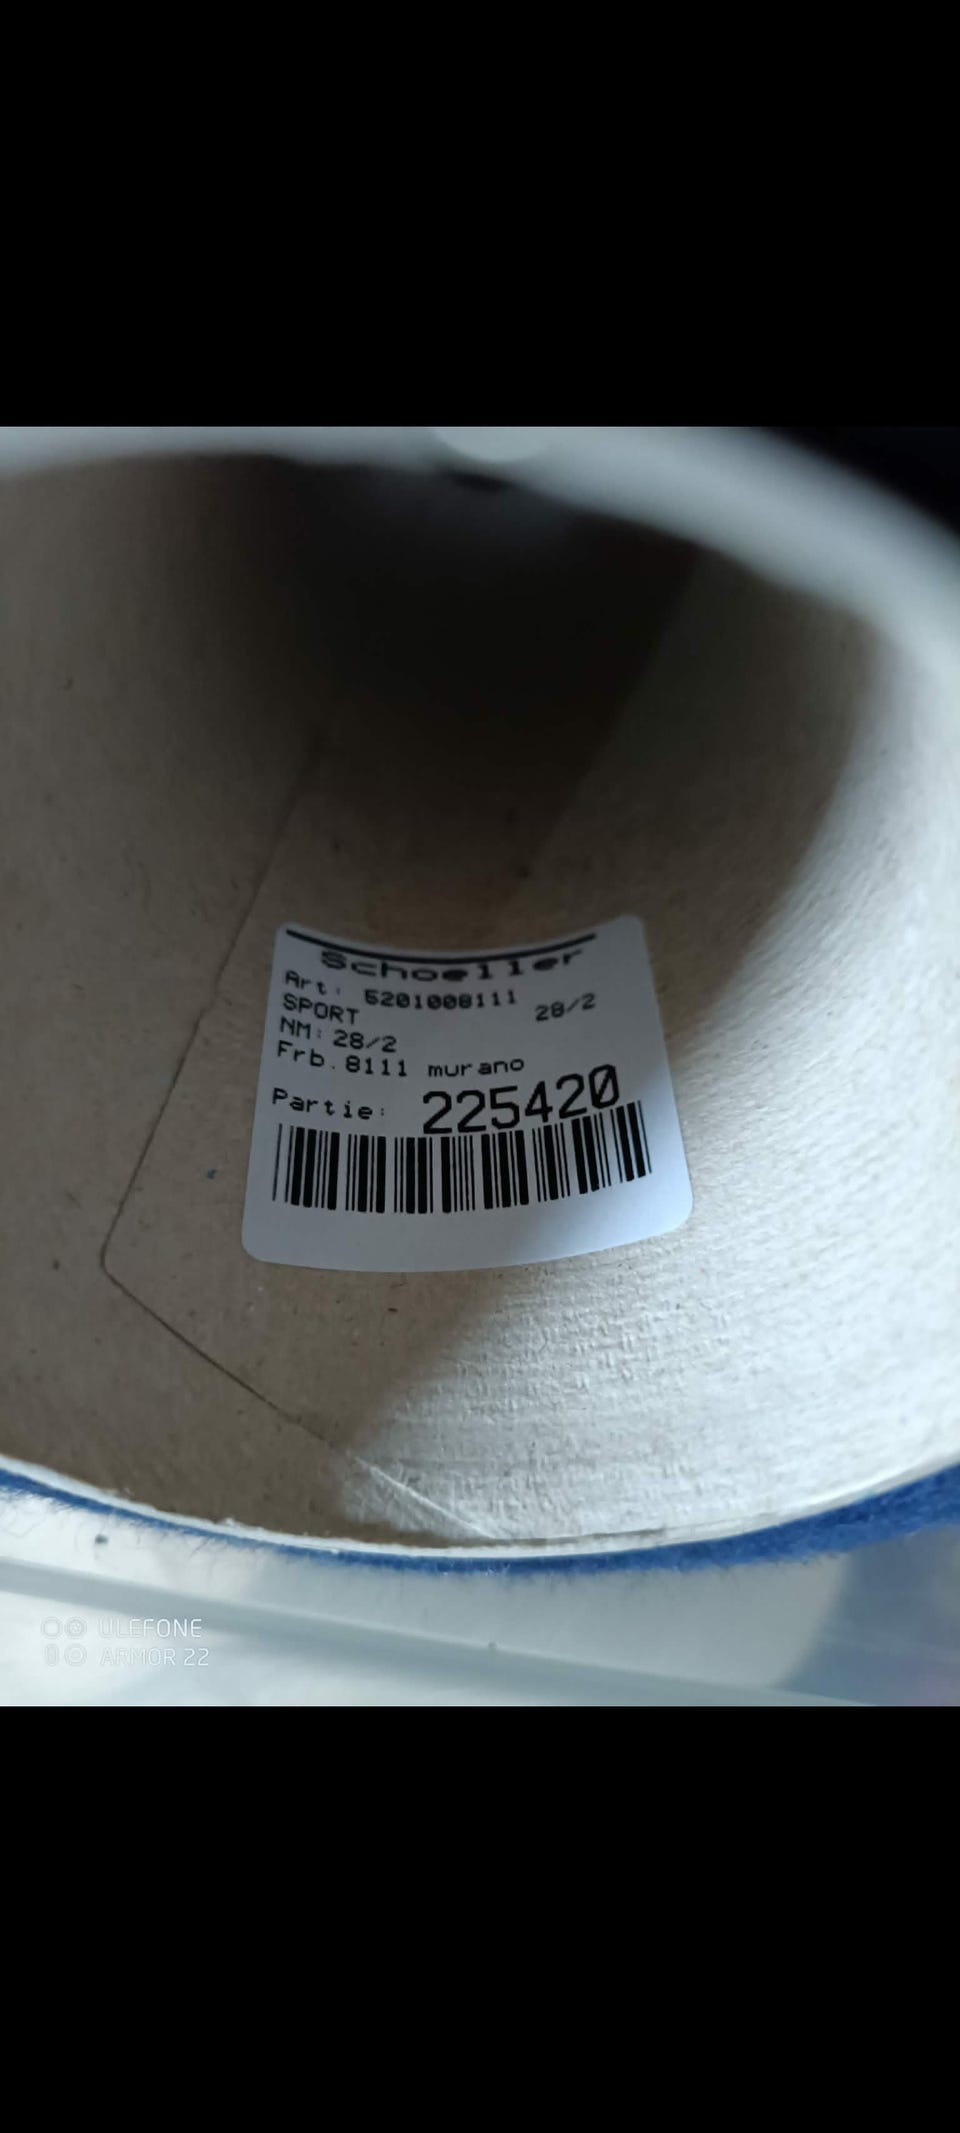 Schoeller
Art: 5201008111
SPORT 28/2
NM: 28/2
Frb.8111 murano
Partie: 225420
ULEFONE
ARMOR 22